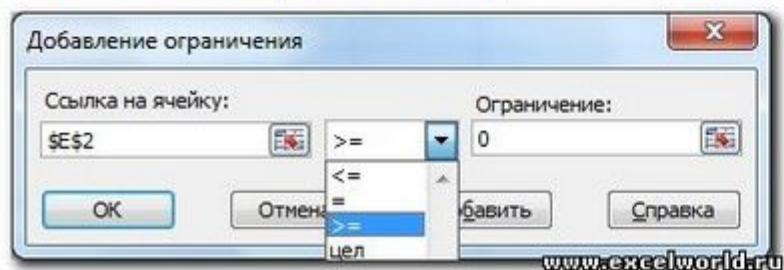 Добавление ограничения
Ссылка на ячейку: Ограничение:
$E$2 >= 0
<=
=
>=
цел
OK Отмена бавить Справка
www.excelworld.ru